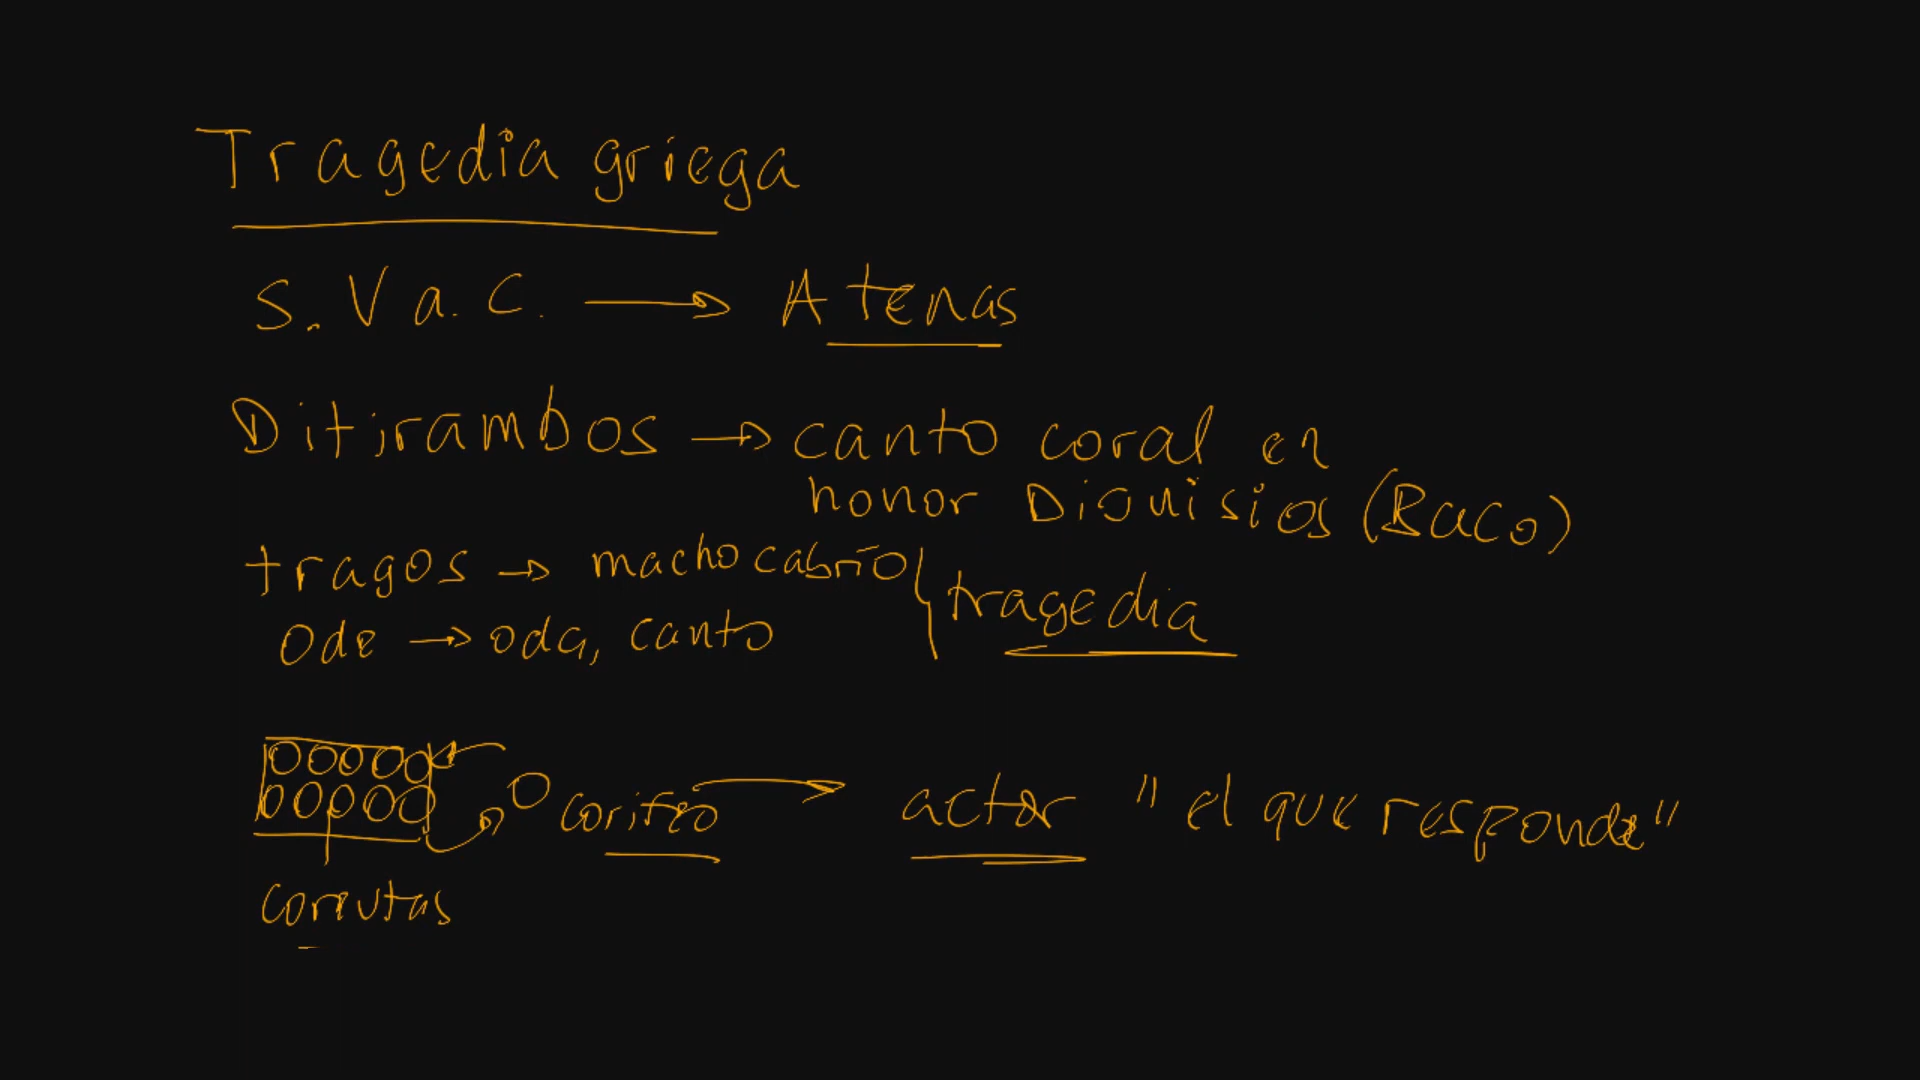 Tragedia griega
S. V a. C. → Atenas
Ditirambos → canto coral en
honor Dionisios (Baco)
tragos → macho cabrío
Ode → oda, canto
tragedia
corifeo → actor "el que responde"
coreutas